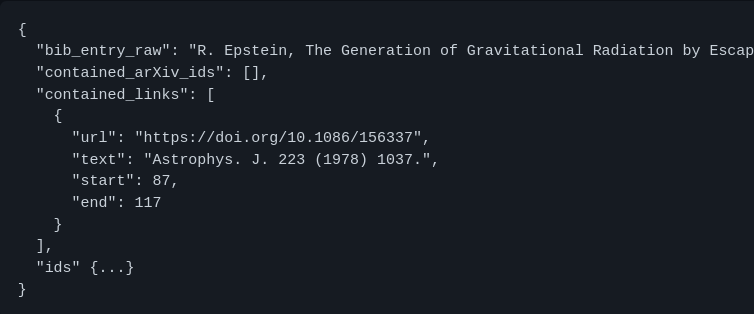 {
"bib_entry_raw": "R. Epstein, The Generation of Gravitational Radiation by Escap
"contained_arXiv_ids": [],
"contained_links": [
{
"url": "https://doi.org/10.1086/156337",
"text": "Astrophys. J. 223 (1978) 1037.",
"start": 87,
"end": 117
}
],
"ids" {...}
}